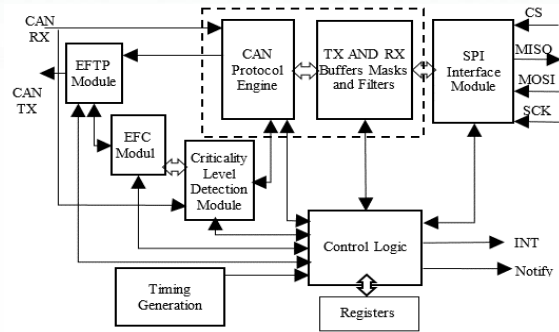 CAN
RX
CAN
TX
EFTP
Module
EFC
Modul
CAN
Protocol
Engine
TX AND RX
Buffers Masks
and Filters
SPI
Interface
Module
CS
MISO
MOSI
SCK
Criticality
Level
Detection
Module
Control Logic
INT
Notify
Timing
Generation
Registers